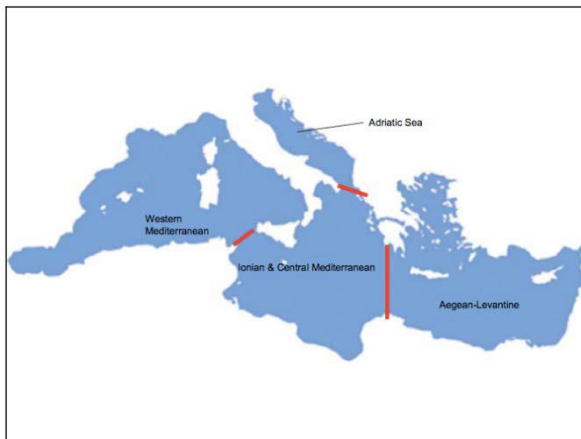 Adriatic Sea
Western
Mediterranean
Ionian & Central Mediterranean
Aegean-Levantine